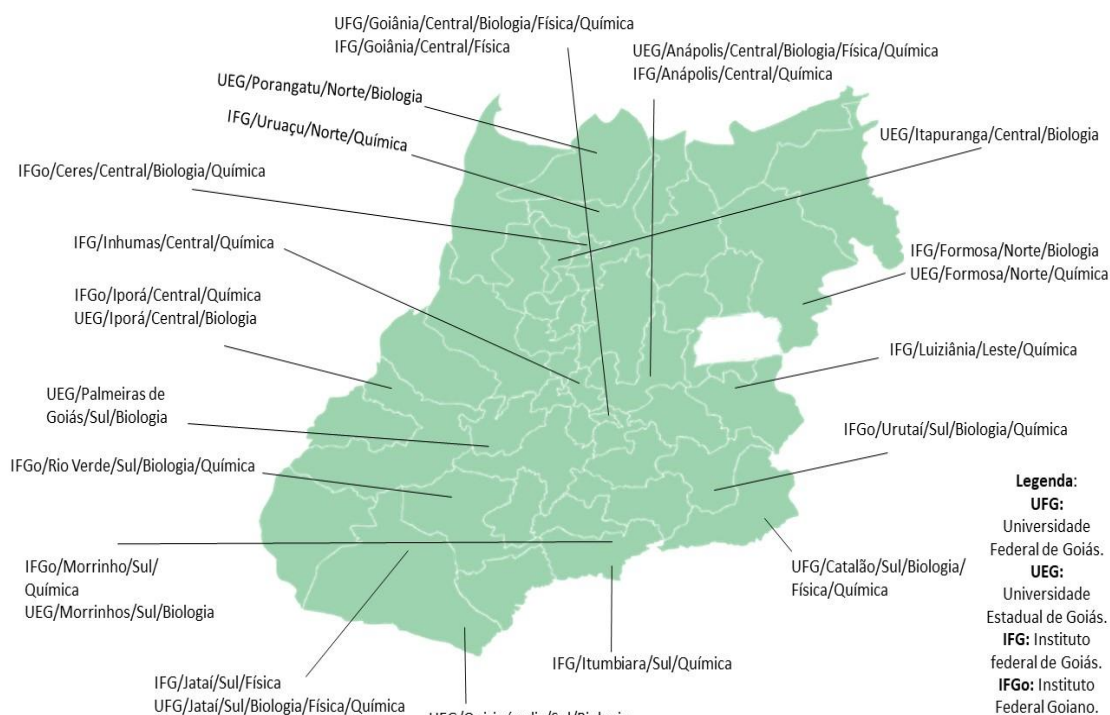 UFG/Goiânia/Central/Biologia/Física/Química
IFG/Goiânia/Central/Física
UEG/Anápolis/Central/Biologia/Física/Química
IFG/Anápolis/Central/Química
UEG/Porangatu/Norte/Biologia
IFG/Uruaçu/Norte/Química
UEG/Itapuranga/Central/Biologia
IFGo/Ceres/Central/Biologia/Química
IFG/Inhumas/Central/Química
IFG/Formosa/Norte/Biologia
UEG/Formosa/Norte/Química
IFGo/Iporá/Central/Química
UEG/Iporá/Central/Biologia
IFG/Luiziânia/Leste/Química
UEG/Palmeiras de
Goiás/Sul/Biologia
IFGo/Urutaí/Sul/Biologia/Química
IFGo/Rio Verde/Sul/Biologia/Química
IFGo/Morrinho/Sul/
Química
UEG/Morrinhos/Sul/Biologia
UFG/Catalão/Sul/Biologia/
Física/Química
IFG/Itumbiara/Sul/Química
IFG/Jataí/Sul/Física
UFG/Jataí/Sul/Biologia/Física/Química
Legenda:
UFG:
Universidade
Federal de Goiás.
UEG:
Universidade
Estadual de Goiás.
IFG: Instituto
federal de Goiás.
IFGo: Instituto
Federal Goiano.